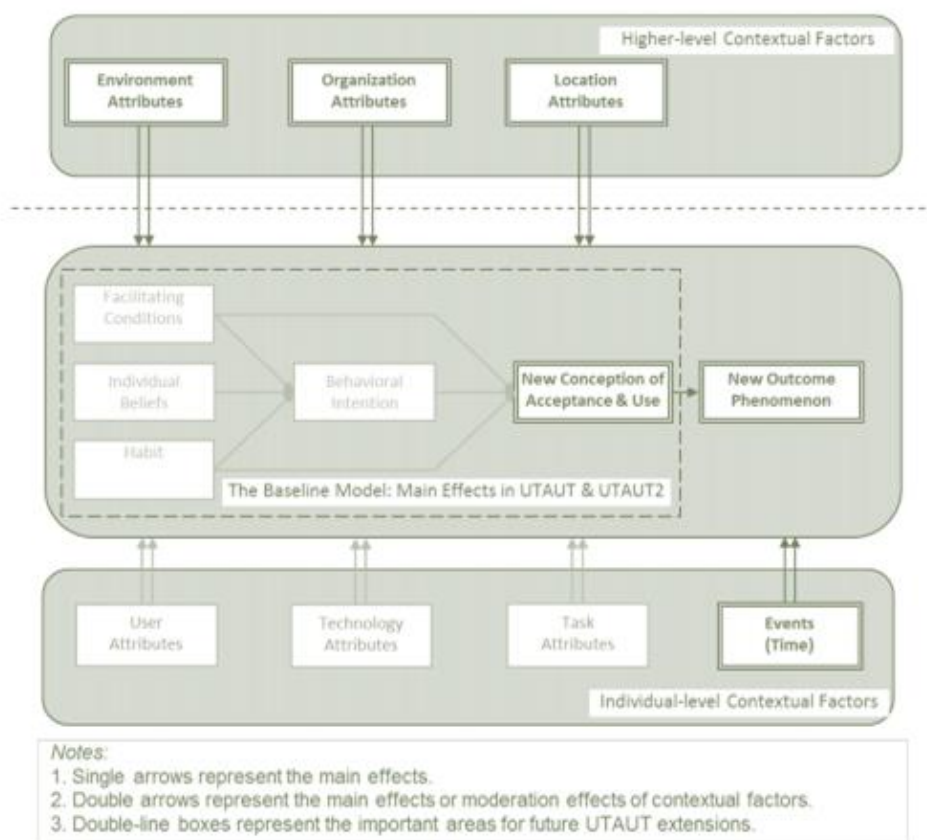 Higher-level Contextual Factors
Environment
Attributes
Organization
Attributes
Location
Attributes
Facilitating
Conditions
Individual
Beliefs
Behavioral
Intention
New Conception of
Acceptance & Use
New Outcome
Phenomenon
Habit
The Baseline Model: Main Effects in UTAUT & UTAUT2
User
Attributes
Technology
Attributes
Task
Attributes
Events
(Time)
Individual-level Contextual Factors
Notes:
1. Single arrows represent the main effects.
2. Double arrows represent the main effects or moderation effects of contextual factors.
3. Double-line boxes represent the important areas for future UTAUT extensions.